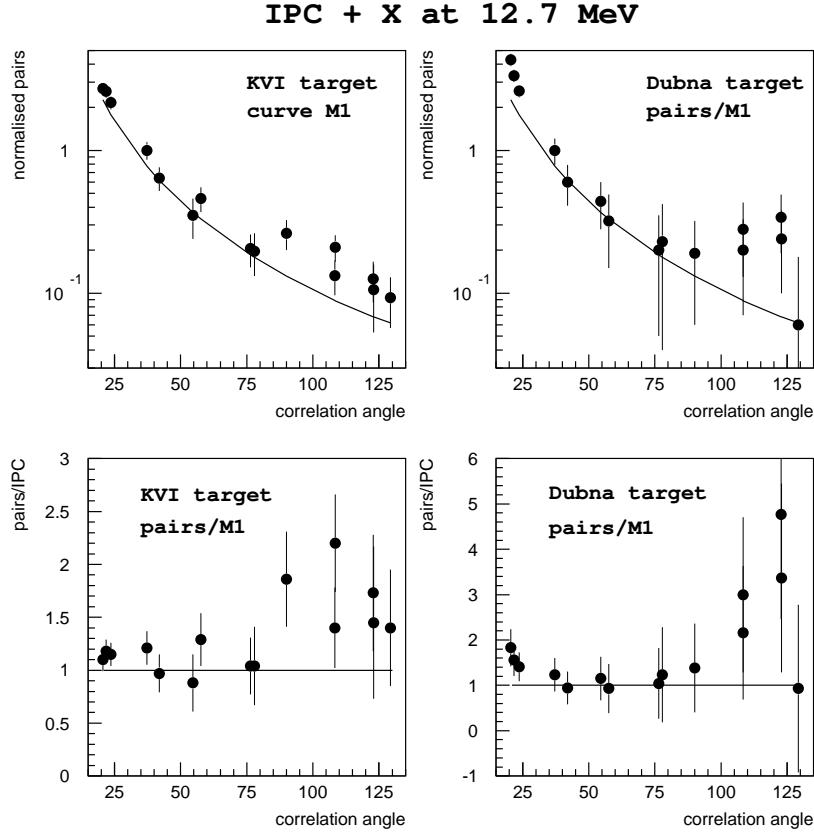 IPC + X at 12.7 MeV
normalised pairs
KVI target
curve M1
1
10 -1
25 50 75 100 125
correlation angle
normalised pairs
Dubna target
pairs/M1
1
10 -1
25 50 75 100 125
correlation angle
pairs/IPC
KVI target
pairs/M1
3
2.5
2
1.5
1
0.5
0
25 50 75 100 125
correlation angle
pairs/IPC
Dubna target
pairs/M1
6
5
4
3
2
1
0
-1
25 50 75 100 125
correlation angle